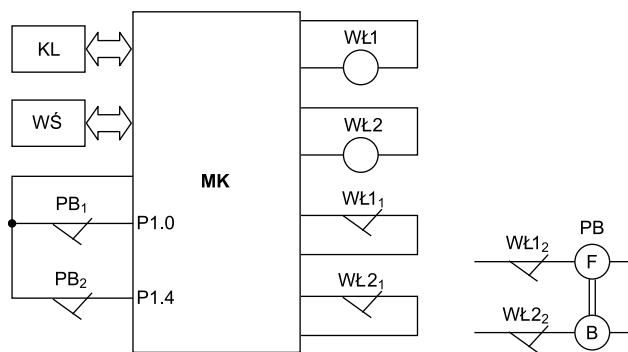 KL
WŚ
MK
PB₁
P1.0
PB₂
P1.4
WŁ1
WŁ2
WŁ1₁
WŁ2₁
PB
WŁ1₂
F
WŁ2₂
B